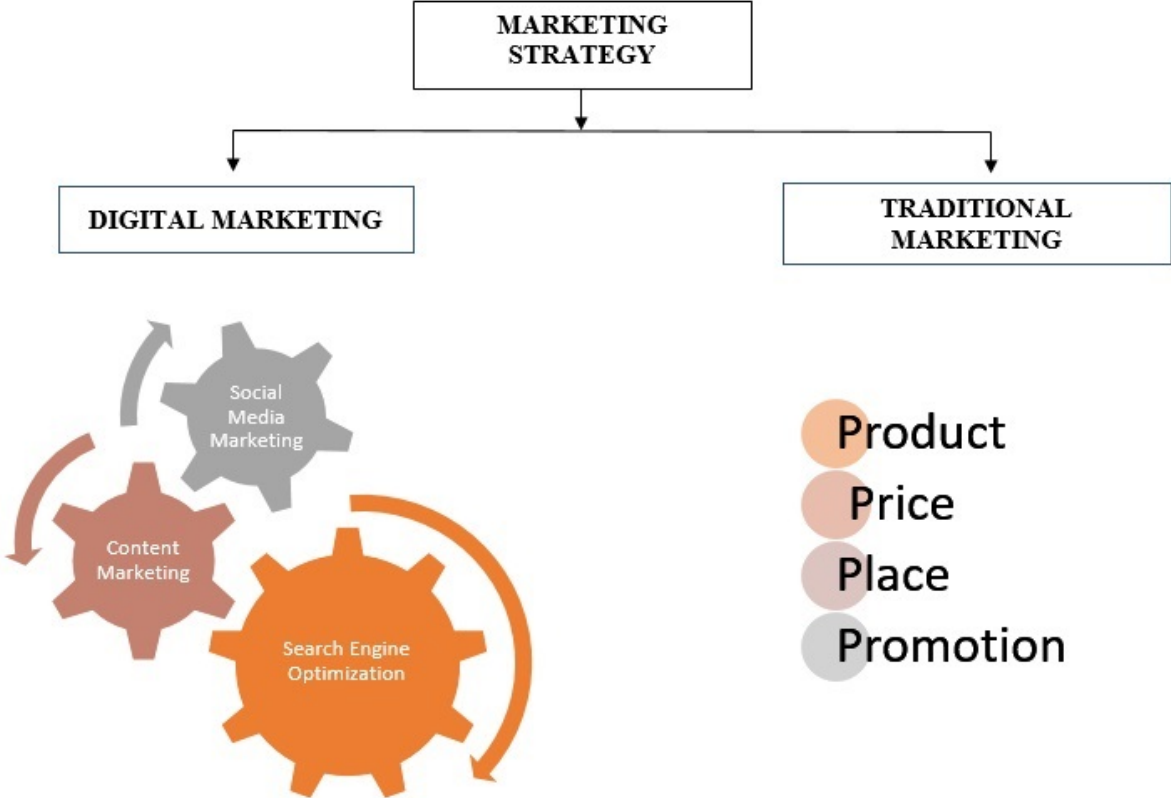 MARKETING
STRATEGY
DIGITAL MARKETING
TRADITIONAL
MARKETING
Social
Media
Marketing
Content
Marketing
Search Engine
Optimization
Product
Price
Place
Promotion